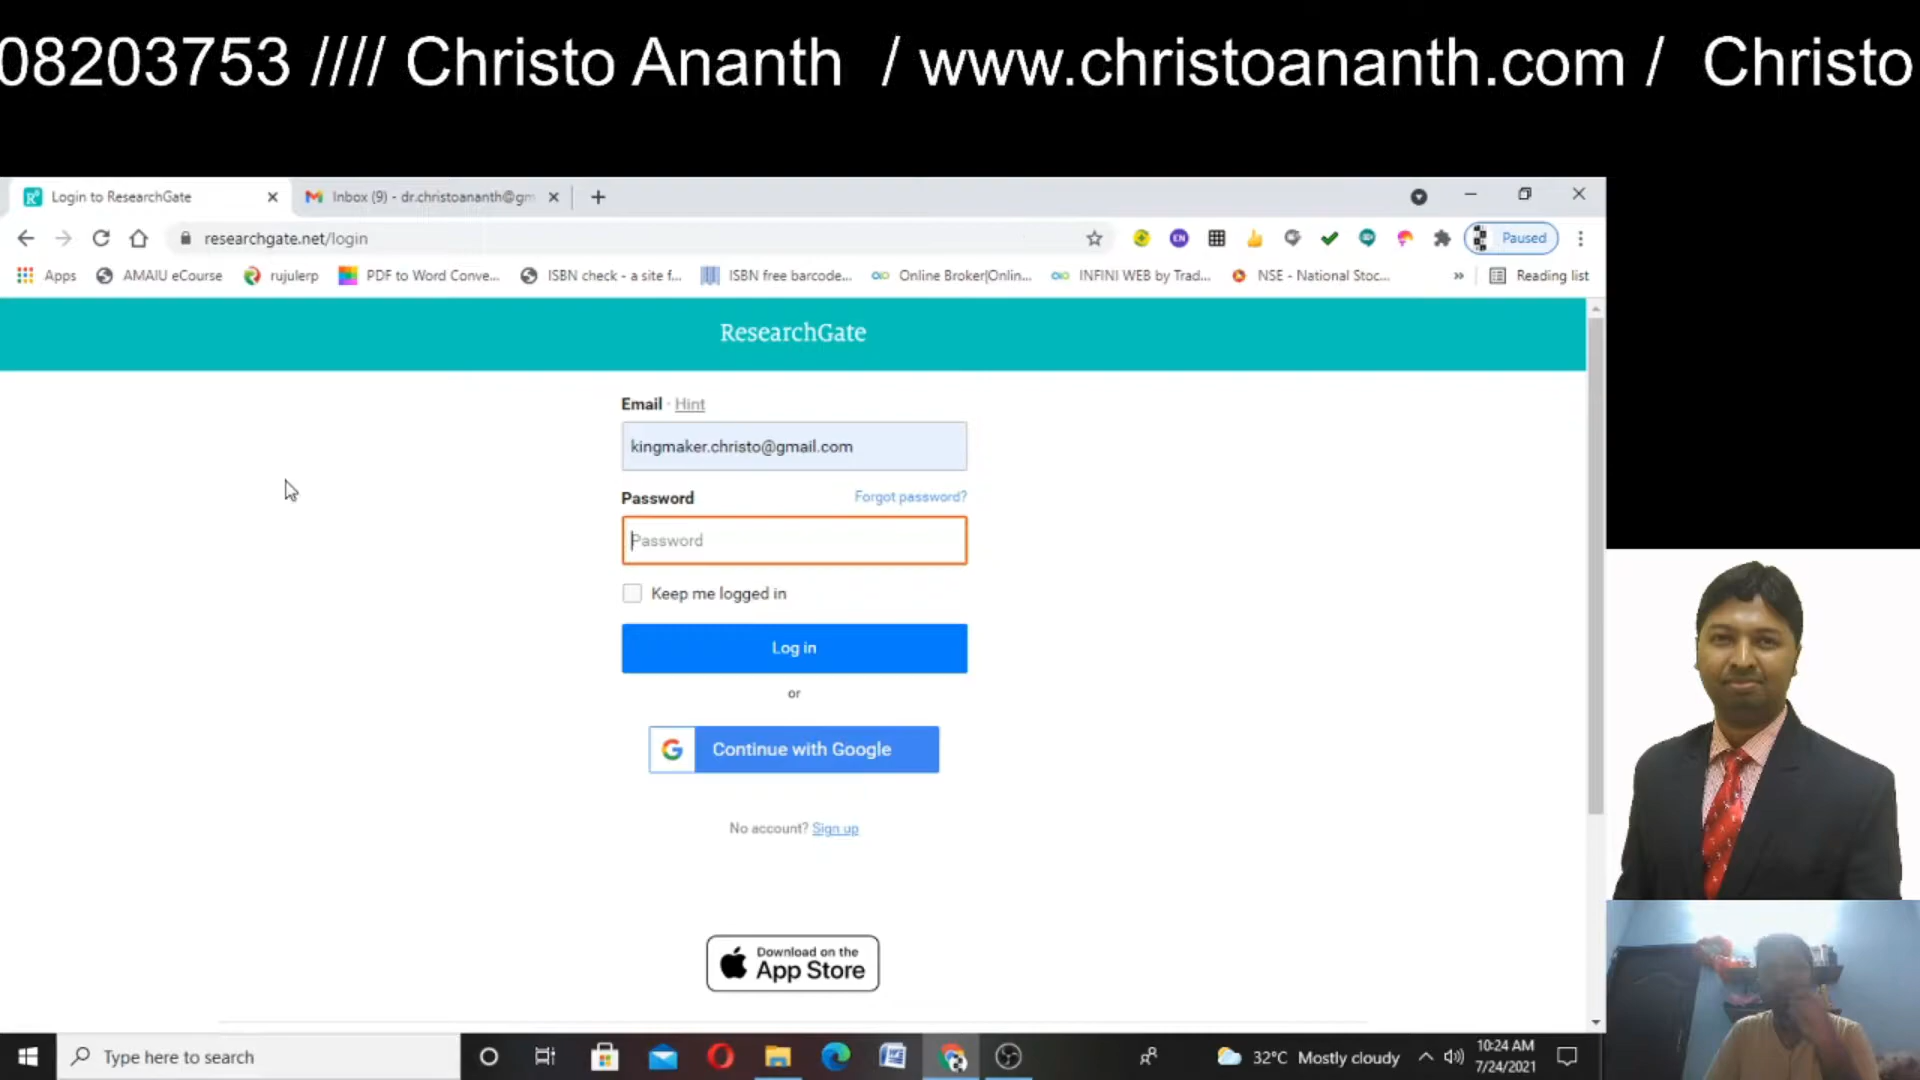 08203753 //// Christo Ananth / www.christoananth.com / Christo
Login to ResearchGate
Inbox (9) - dr.christoananth@gm
researchgate.net/login
EN
Paused
Apps
AMAIU eCourse
rujulerp
PDF to Word Conve...
ISBN check - a site f...
ISBN free barcode...
Online Broker|Onlin...
INFINI WEB by Trad...
NSE - National Stoc...
»
Reading list
ResearchGate
Email · Hint
kingmaker.christo@gmail.com
Password
Forgot password?
Password
Keep me logged in
Log in
or
Continue with Google
No account? Sign up
Download on the
App Store
Type here to search
32°C Mostly cloudy
10:24 AM
7/24/2021